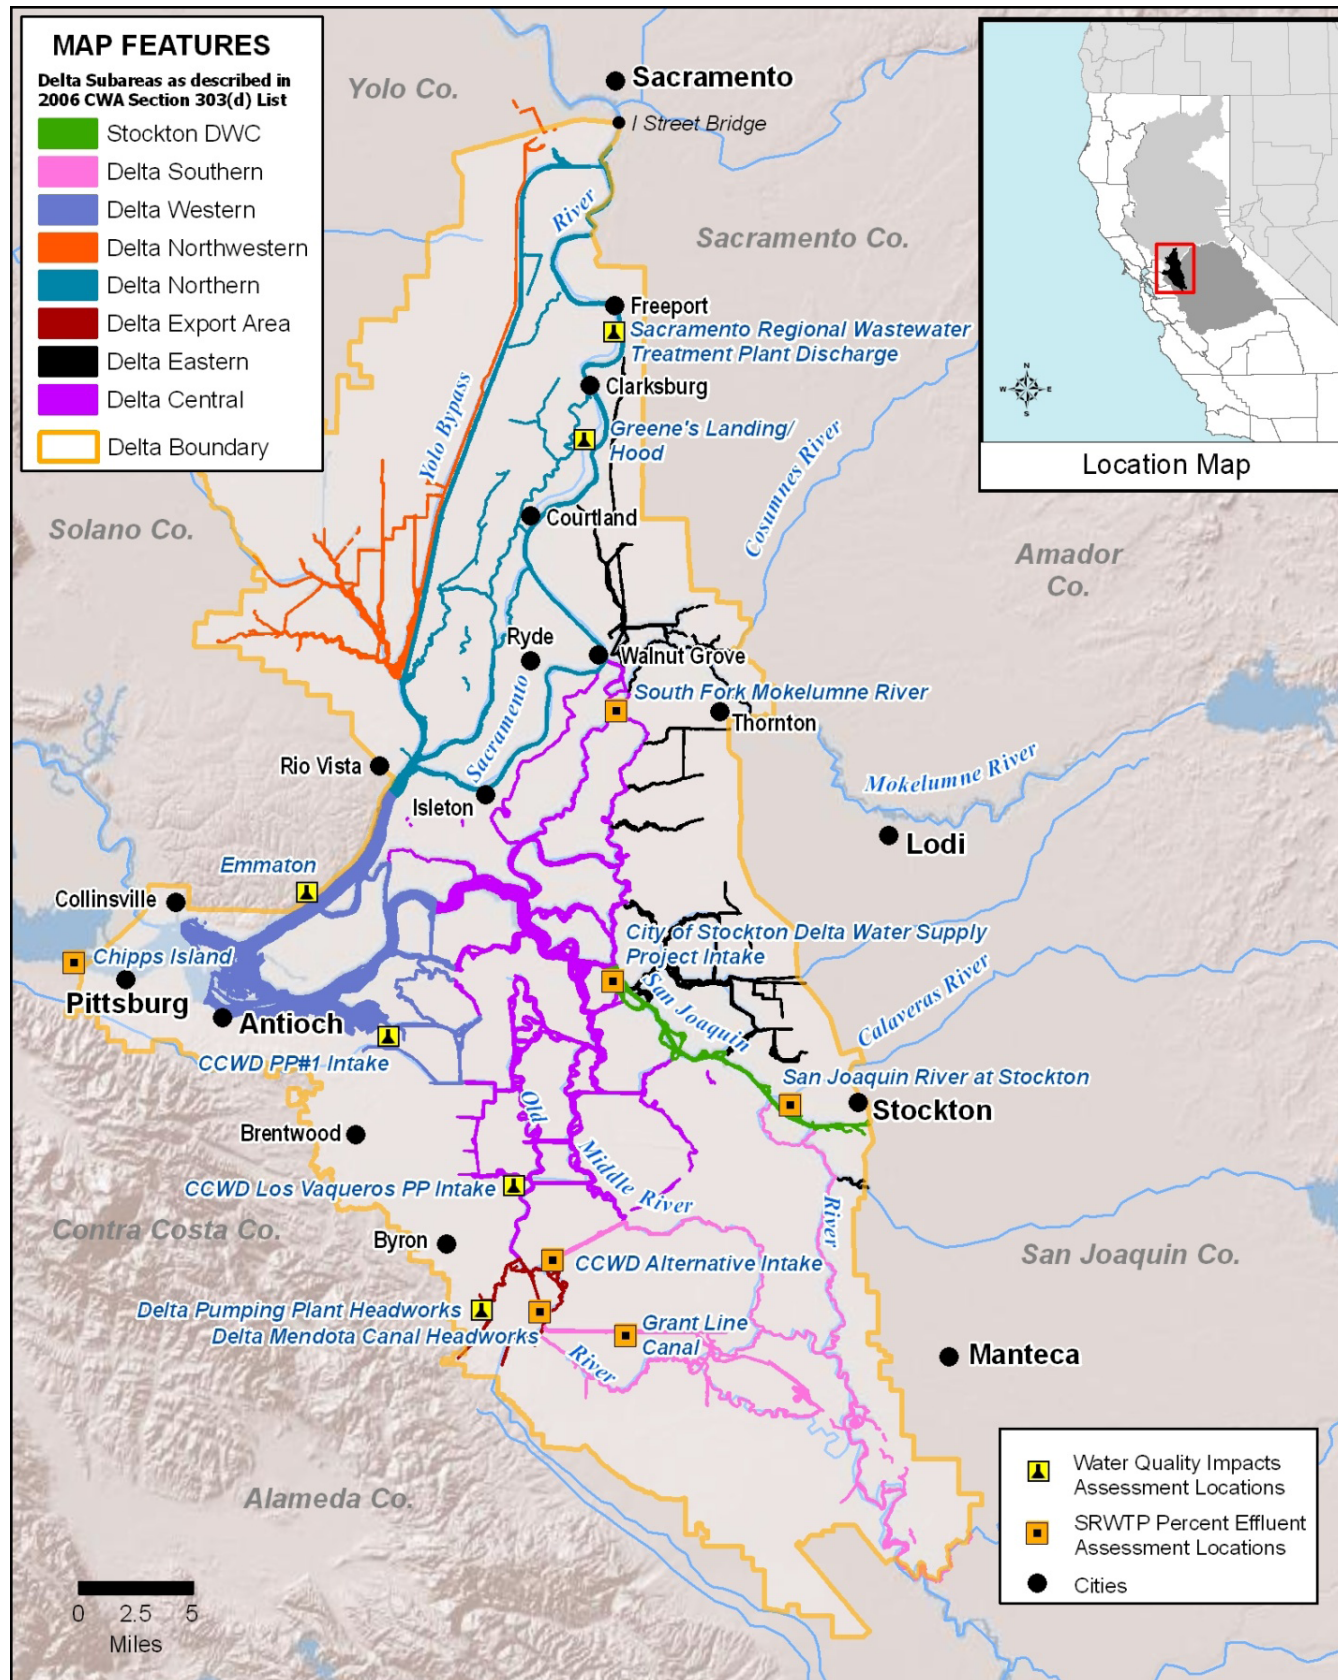 MAP FEATURES
Delta Subareas as described in
2006 CWA Section 303(d) List
Stockton DWC
Delta Southern
Delta Western
Delta Northwestern
Delta Northern
Delta Export Area
Delta Eastern
Delta Central
Delta Boundary
Yolo Co.
Sacramento
I Street Bridge
River
Sacramento Co.
Freeport
Sacramento Regional Wastewater
Treatment Plant Discharge
Clarksburg
Yolo Bypass
Greene's Landing/
Hood
Cosumnes River
N
W
E
S
Location Map
Solano Co.
Courtland
Amador
Co.
Ryde
Walnut Grove
Sacramento
South Fork Mokelumne River
Thornton
Rio Vista
Isleton
Mokelumne River
Lodi
Emmaton
Collinsville
Chipps Island
Pittsburg
Antioch
City of Stockton Delta Water Supply
Project Intake
San Joaquin
Calaveras River
CCWD PP#1 Intake
San Joaquin River at Stockton
Stockton
Old
Brentwood
Middle River
CCWD Los Vaqueros PP Intake
River
Contra Costa Co.
Byron
San Joaquin Co.
CCWD Alternative Intake
Delta Pumping Plant Headworks
Delta Mendota Canal Headworks
Grant Line
Canal
River
Manteca
Alameda Co.
Water Quality Impacts
Assessment Locations
SRWTP Percent Effluent
Assessment Locations
Cities
0 2.5 5
Miles